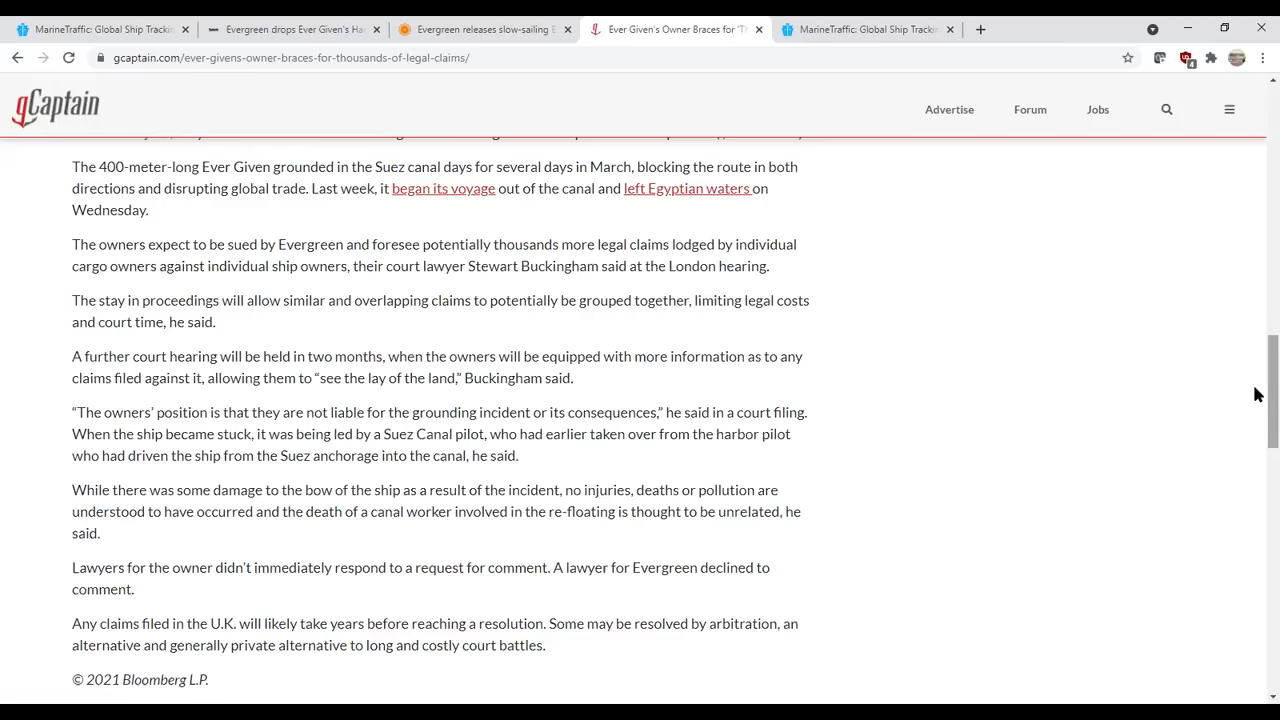 MarineTraffic: Global Ship Trackin
Evergreen drops Ever Given's Ha
Evergreen releases slow-sailing E
Ever Given's Owner Braces for 'Th
MarineTraffic: Global Ship Trackin
gcaptain.com/ever-givens-owner-braces-for-thousands-of-legal-claims/
4
gCaptain
Advertise
Forum
Jobs
The 400-meter-long Ever Given grounded in the Suez canal days for several days in March, blocking the route in both
directions and disrupting global trade. Last week, it began its voyage out of the canal and left Egyptian waters on
Wednesday.
The owners expect to be sued by Evergreen and foresee potentially thousands more legal claims lodged by individual
cargo owners against individual ship owners, their court lawyer Stewart Buckingham said at the London hearing.
The stay in proceedings will allow similar and overlapping claims to potentially be grouped together, limiting legal costs
and court time, he said.
A further court hearing will be held in two months, when the owners will be equipped with more information as to any
claims filed against it, allowing them to “see the lay of the land,” Buckingham said.
“The owners’ position is that they are not liable for the grounding incident or its consequences,” he said in a court filing.
When the ship became stuck, it was being led by a Suez Canal pilot, who had earlier taken over from the harbor pilot
who had driven the ship from the Suez anchorage into the canal, he said.
While there was some damage to the bow of the ship as a result of the incident, no injuries, deaths or pollution are
understood to have occurred and the death of a canal worker involved in the re-floating is thought to be unrelated, he
said.
Lawyers for the owner didn’t immediately respond to a request for comment. A lawyer for Evergreen declined to
comment.
Any claims filed in the U.K. will likely take years before reaching a resolution. Some may be resolved by arbitration, an
alternative and generally private alternative to long and costly court battles.
© 2021 Bloomberg L.P.